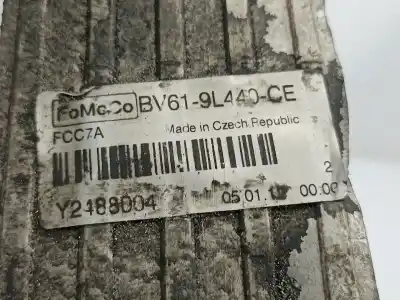 FoMoCo BV61-9L440-CE
FCC7A Made in Czech Republic
2
Y2489004 05.01 00:00